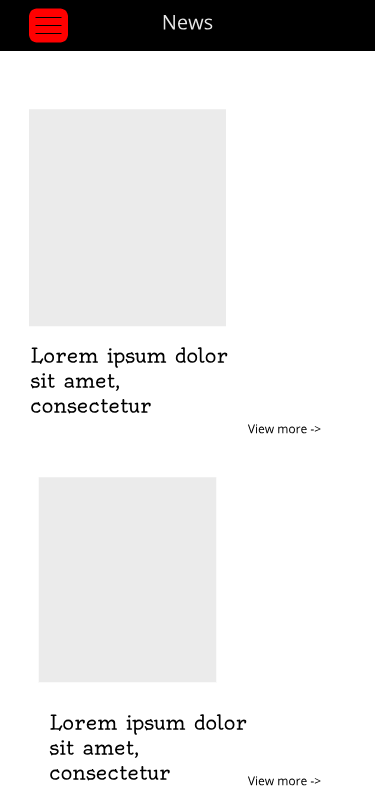 News
Lorem ipsum dolor
sit amet,
consectetur
View more ->
Lorem ipsum dolor
sit amet,
consectetur
View more ->